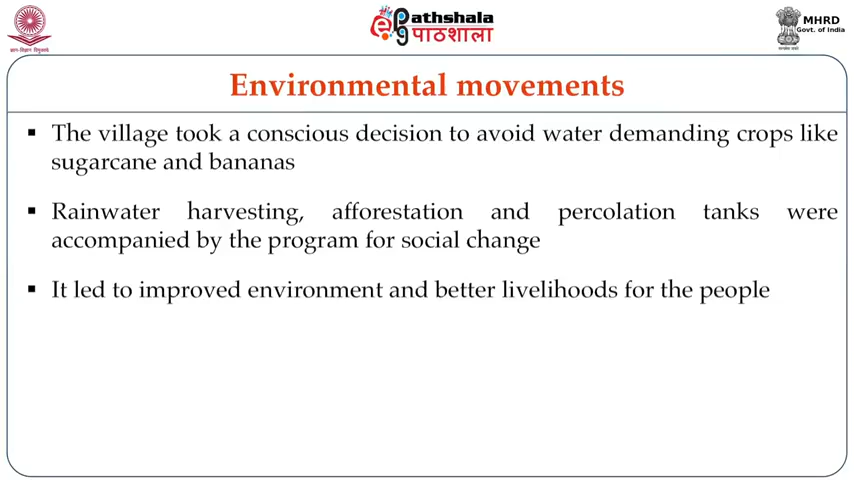 ePathshala
पाठशाला
MHRD
Govt. of India
ज्ञान-विज्ञान विमुक्तये
Environmental movements
▪ The village took a conscious decision to avoid water demanding crops like
sugarcane and bananas
▪ Rainwater harvesting, afforestation and percolation tanks were
accompanied by the program for social change
▪ It led to improved environment and better livelihoods for the people